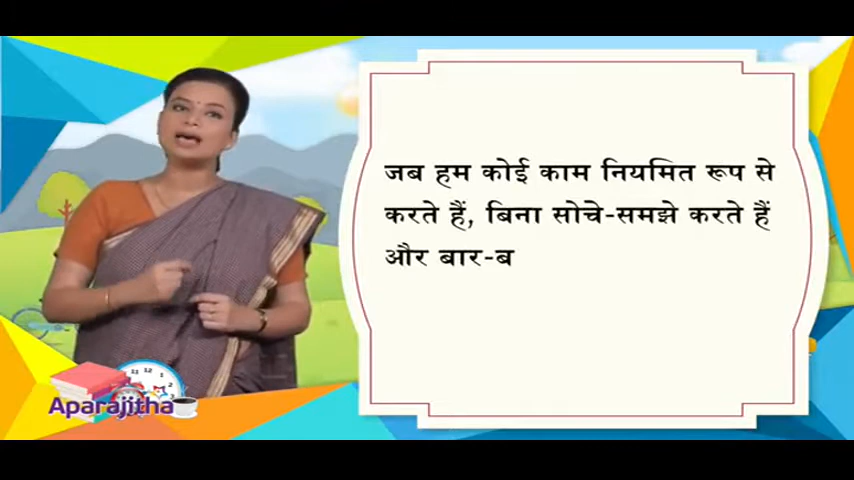 जब हम कोई काम नियमित रूप से
करते हैं, बिना सोचे-समझे करते हैं
और बार-ब
Aparajitha